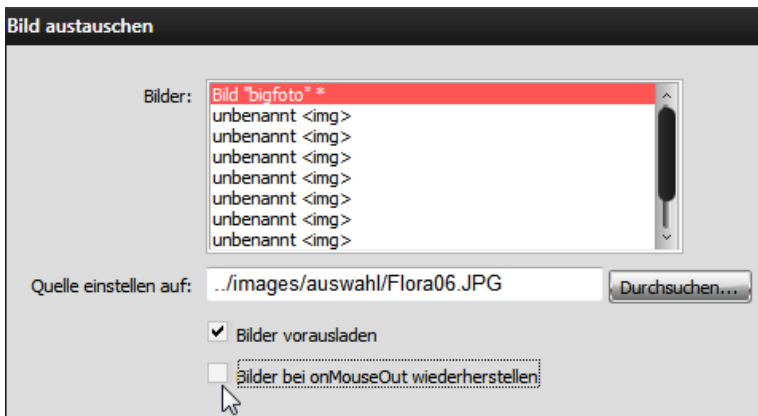 Bild austauschen
Bilder: Bild "bigfoto" *
unbenannt <img>
unbenannt <img>
unbenannt <img>
unbenannt <img>
unbenannt <img>
unbenannt <img>
unbenannt <img>
Quelle einstellen auf: ../images/auswahl/Flora06.JPG Durchsuchen...
Bilder vorausladen
Bilder bei onMouseOut wiederherstellen